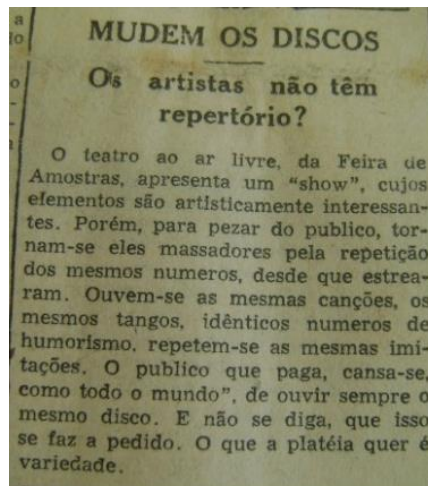 MUDEM OS DISCOS
Os artistas não têm
repertório?
O teatro ao ar livre, da Feira de
Amostras, apresenta um "show", cujos
elementos são artisticamente interessan-
tes. Porém, para pezar do publico, tor-
nam-se eles massadores pela repetição
dos mesmos numeros, desde que estrea-
ram. Ouvem-se as mesmas canções, os
mesmos tangos, idênticos numeros de
humorismo, repetem-se as mesmas imi-
tações. O publico que paga, cansa-se,
como todo o mundo", de ouvir sempre o
mesmo disco. E não se diga, que isso
se faz a pedido. O que a platéia quer é
variedade.